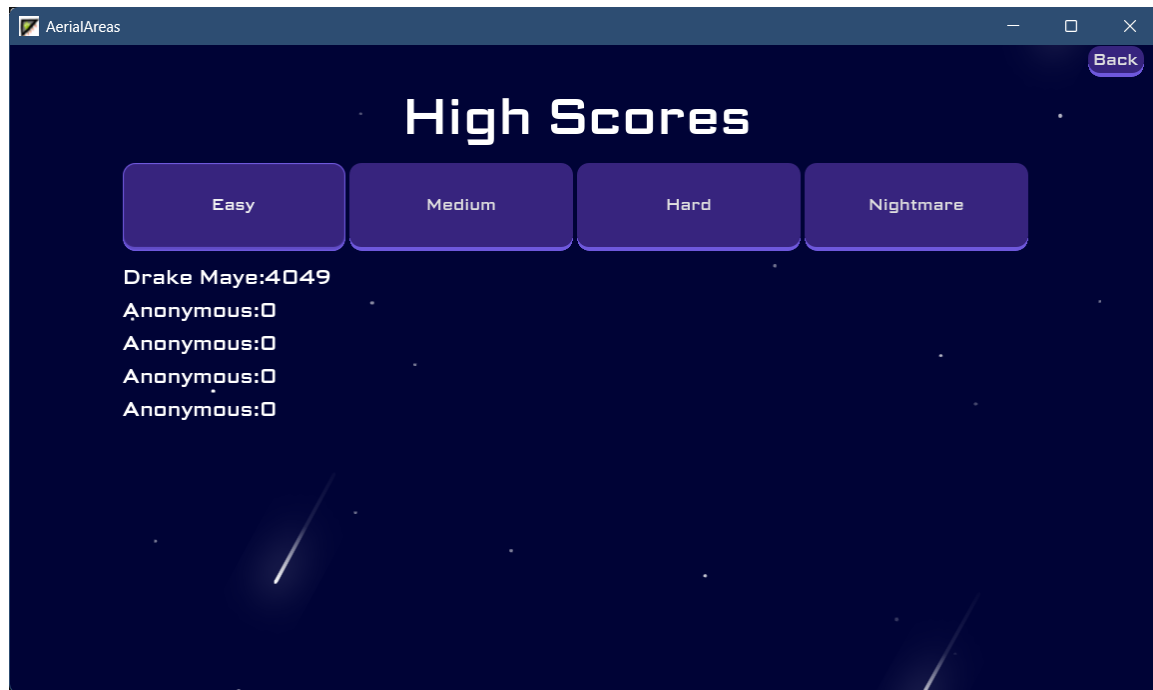 AerialAreas
Back
High Scores
Easy Medium Hard Nightmare
Drake Maye:4049
Anonymous:0
Anonymous:0
Anonymous:0
Anonymous:0